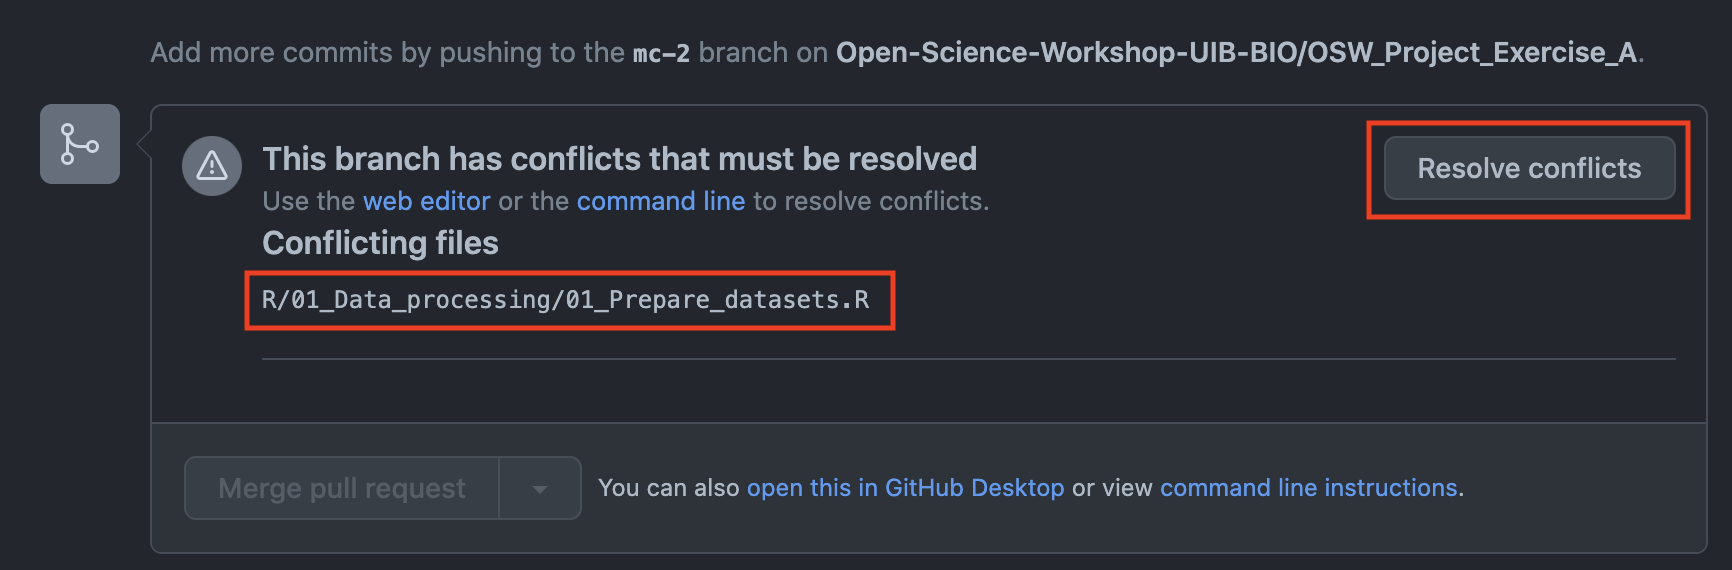 Add more commits by pushing to the mc-2 branch on Open-Science-Workshop-UIB-BIO/OSW_Project_Exercise_A.
This branch has conflicts that must be resolved
Resolve conflicts
Use the web editor or the command line to resolve conflicts.
Conflicting files
R/01_Data_processing/01_Prepare_datasets.R
Merge pull request
You can also open this in GitHub Desktop or view command line instructions.